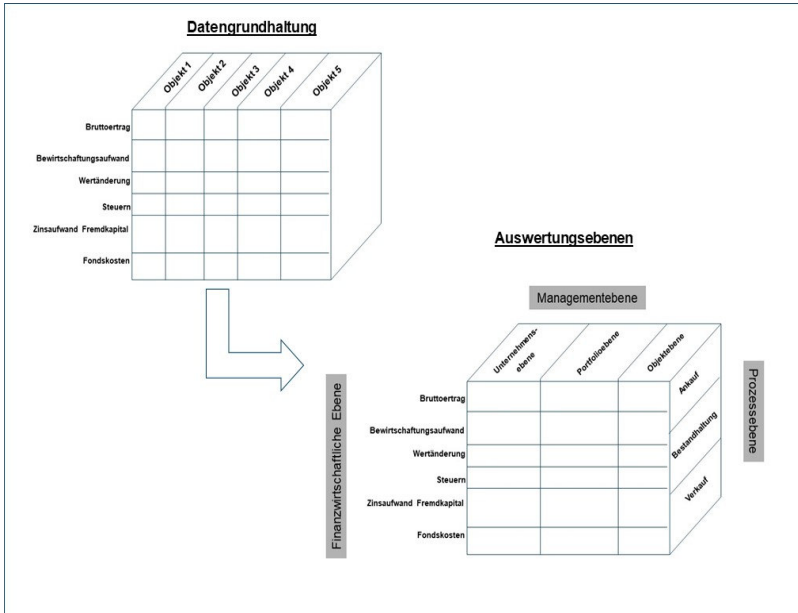 Datengrundhaltung
Objekt 1
Objekt 2
Objekt 3
Objekt 4
Objekt 5
Bruttoertrag
Bewirtschaftungsaufwand
Wertänderung
Steuern
Zinsaufwand Fremdkapital
Fondskosten
Auswertungsebenen
Managementebene
Unternehmens-
ebene
Portfolioebene
Objektebene
Finanzwirtschaftliche Ebene
Bruttoertrag
Bewirtschaftungsaufwand
Wertänderung
Steuern
Zinsaufwand Fremdkapital
Fondskosten
Ankauf
Bestandhaltung
Verkauf
Prozessebene